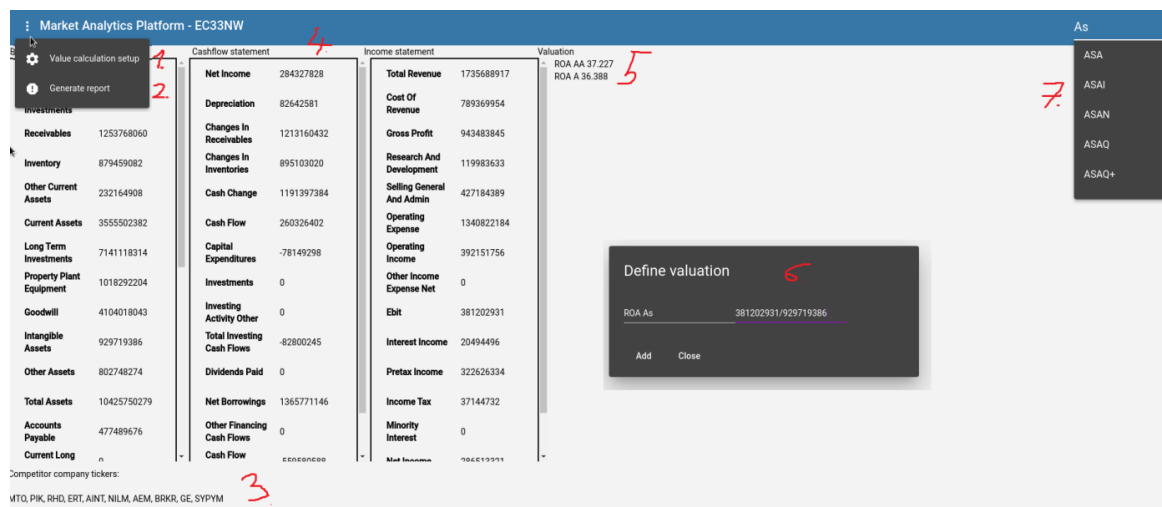 Market Analytics Platform - EC33NW
As
Value calculation setup 1.
Generate report 2.
Investments
Receivables 1253768060
Inventory 879459082
Other Current
Assets 232164908
Current Assets 3555502382
Long Term
Investments 7141118314
Property Plant
Equipment 1018292204
Goodwill 4104018043
Intangible
Assets 929719386
Other Assets 802748274
Total Assets 10425750279
Accounts
Payable 477489676
Current Long
Cashflow statement 4.
Net Income 284327828
Depreciation 82642581
Changes In
Receivables 1213160432
Changes In
Inventories 895103020
Cash Change 1191397384
Cash Flow 260326402
Capital
Expenditures -78149298
Investments 0
Investing
Activity Other 0
Total Investing
Cash Flows -82800245
Dividends Paid 0
Net Borrowings 1365771146
Other Financing
Cash Flows 0
Cash Flow
Income statement
Total Revenue 1735688917
Cost Of
Revenue 789369954
Gross Profit 943483845
Research And
Development 119983633
Selling General
And Admin 427184389
Operating
Expense 1340822184
Operating
Income 392151756
Other Income
Expense Net 0
Ebit 381202931
Interest Income 20494496
Pretax Income 322626334
Income Tax 37144732
Minority
Interest 0
Net Income
Valuation
ROA AA 37.227
ROA A 36.388
5
Define valuation 6
ROA As 381202931/929719386
Add Close
7.
ASA
ASAI
ASAN
ASAQ
ASAQ+
Competitor company tickers:
MTO, PIK, RHD, ERT, AINT, NILM, AEM, BRKR, GE, SYPYM
3.